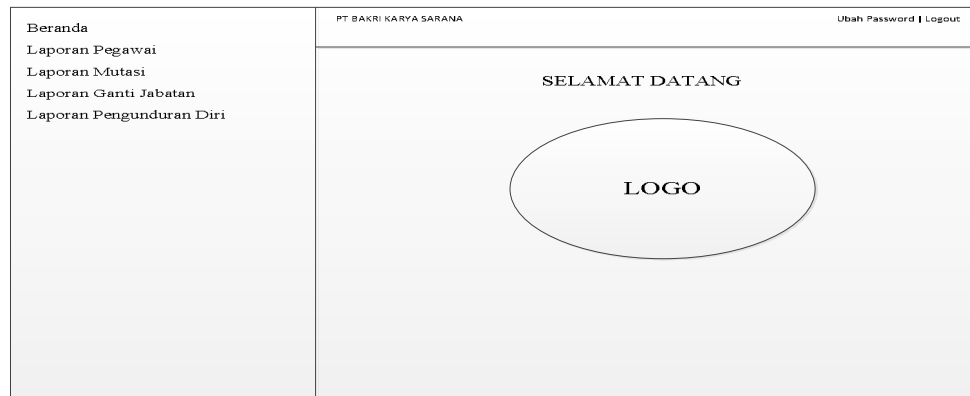 Beranda
Laporan Pegawai
Laporan Mutasi
Laporan Ganti Jabatan
Laporan Pengunduran Diri
PT BAKRI KARYA SARANA
Ubah Password | Logout
SELAMAT DATANG
LOGO